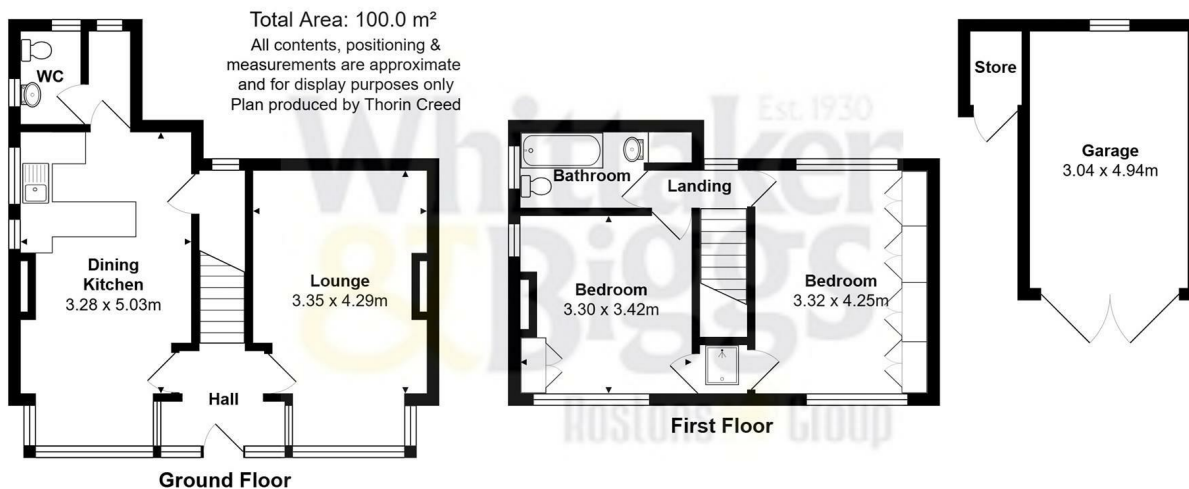 Total Area: 100.0 m²
All contents, positioning &
measurements are approximate
and for display purposes only
Plan produced by Thorin Creed
WC
Dining
Kitchen
3.28 x 5.03m
Lounge
3.35 x 4.29m
Hall
Ground Floor
Bathroom
Landing
Bedroom
3.30 x 3.42m
Bedroom
3.32 x 4.25m
First Floor
Store
Garage
3.04 x 4.94m
Est. 1930
Whittaker
& Biggs
Rostons Group